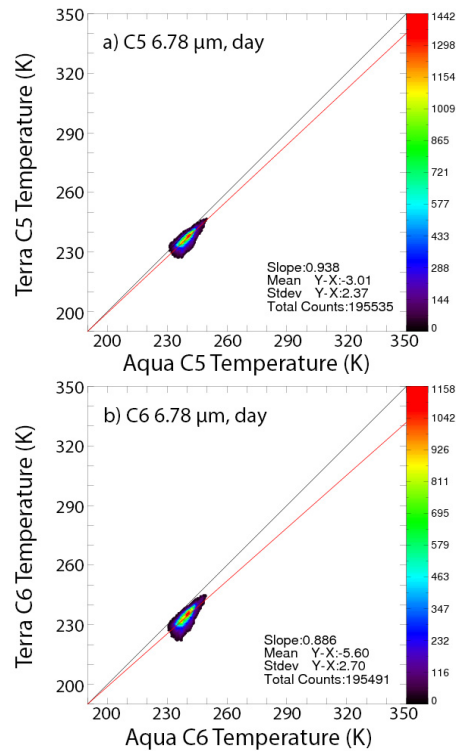 350
330
310
290
260
230
200
Terra C5 Temperature (K)
a) C5 6.78 µm, day
Slope:0.938
Mean Y-X:-3.01
Stdev Y-X:2.37
Total Counts:195535
1442
1298
1154
1009
865
721
577
433
288
144
0
200 230 260 290 320 350
Aqua C5 Temperature (K)
350
330
290
260
230
200
Terra C6 Temperature (K)
b) C6 6.78 µm, day
Slope:0.886
Mean Y-X:-5.60
Stdev Y-X:2.70
Total Counts:195491
1158
1042
926
811
695
579
463
347
232
116
0
200 230 260 290 320 350
Aqua C6 Temperature (K)